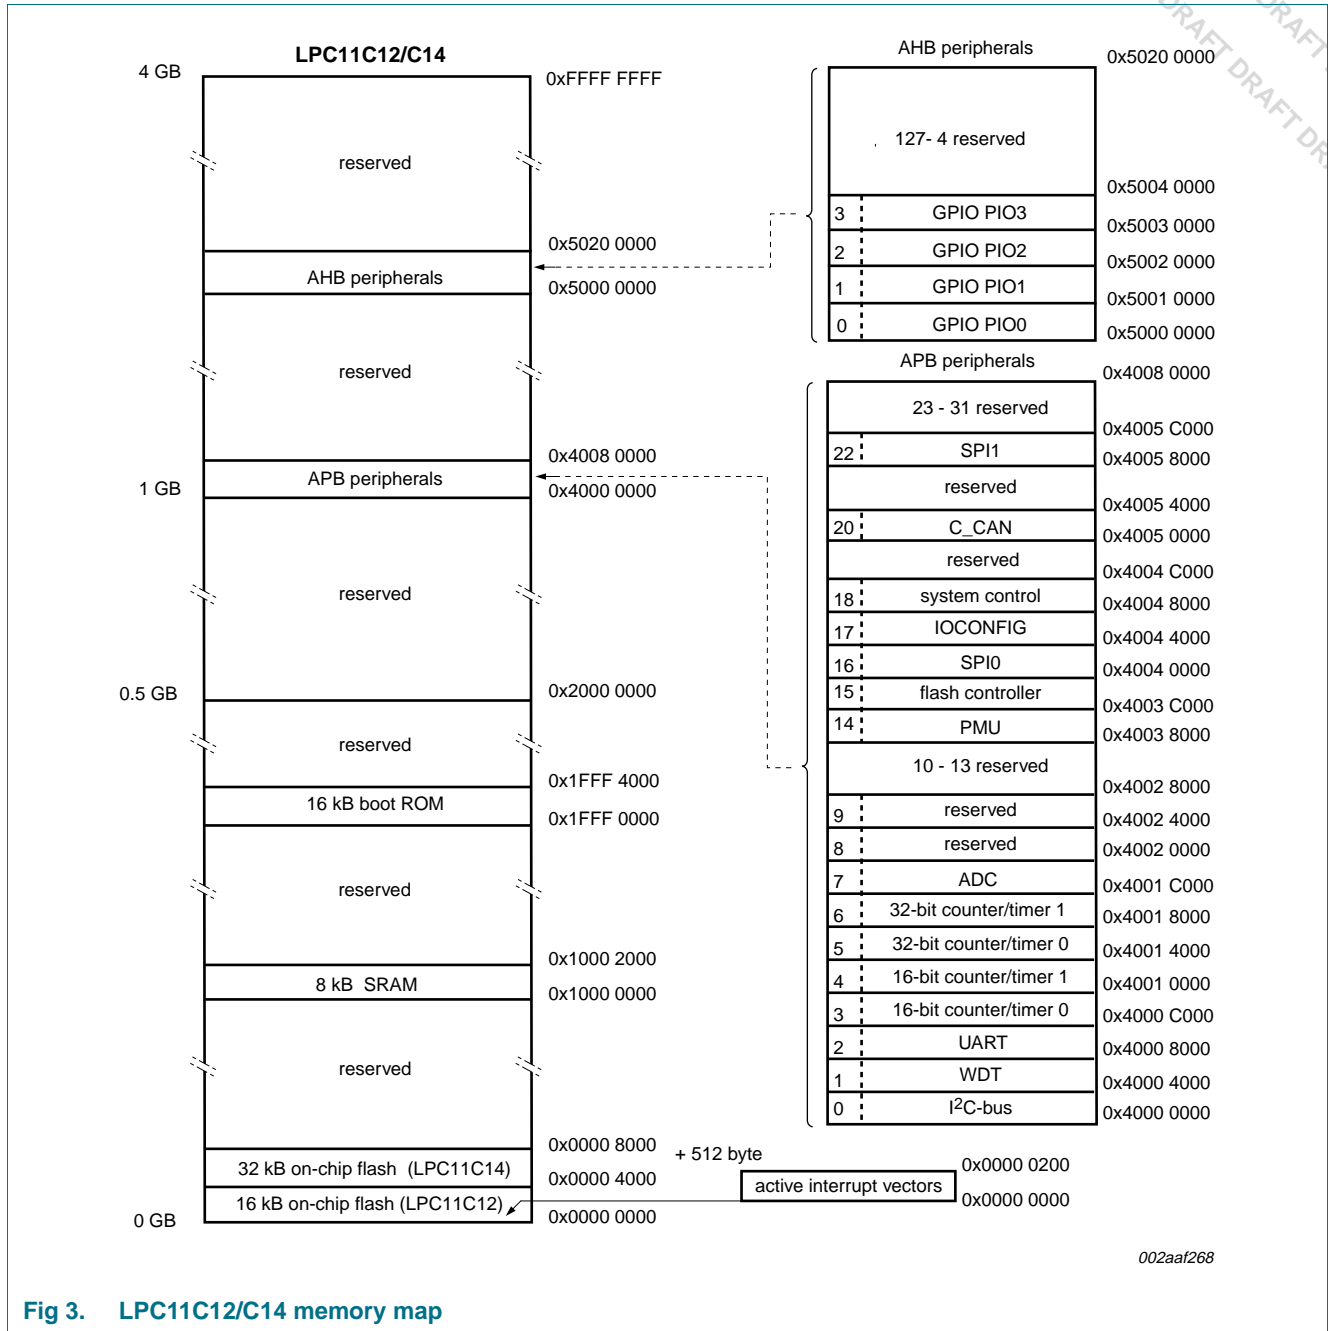 DRAFT DRAFT DR
DRAFT DRAFT DRA
LPC11C12/C14
4 GB
0xFFFF FFFF
reserved
0x5020 0000
AHB peripherals
0x5000 0000
reserved
0x4008 0000
APB peripherals
1 GB
0x4000 0000
reserved
0.5 GB
0x2000 0000
reserved
0x1FFF 4000
16 kB boot ROM
0x1FFF 0000
reserved
0x1000 2000
8 kB SRAM
0x1000 0000
reserved
0x0000 8000
32 kB on-chip flash (LPC11C14)
0x0000 4000
16 kB on-chip flash (LPC11C12)
0 GB
0x0000 0000
+ 512 byte
active interrupt vectors
0x0000 0200
0x0000 0000
AHB peripherals
0x5020 0000
127- 4 reserved
0x5004 0000
3 GPIO PIO3
0x5003 0000
2 GPIO PIO2
0x5002 0000
1 GPIO PIO1
0x5001 0000
0 GPIO PIO0
0x5000 0000
APB peripherals
0x4008 0000
23 - 31 reserved
0x4005 C000
22 SPI1
0x4005 8000
reserved
0x4005 4000
20 C_CAN
0x4005 0000
reserved
0x4004 C000
18 system control
0x4004 8000
17 IOCONFIG
0x4004 4000
16 SPI0
0x4004 0000
15 flash controller
0x4003 C000
14 PMU
0x4003 8000
10 - 13 reserved
0x4002 8000
9 reserved
0x4002 4000
8 reserved
0x4002 0000
7 ADC
0x4001 C000
6 32-bit counter/timer 1
0x4001 8000
5 32-bit counter/timer 0
0x4001 4000
4 16-bit counter/timer 1
0x4001 0000
3 16-bit counter/timer 0
0x4000 C000
2 UART
0x4000 8000
1 WDT
0x4000 4000
0 I2C-bus
0x4000 0000
002aaf268
Fig 3. LPC11C12/C14 memory map